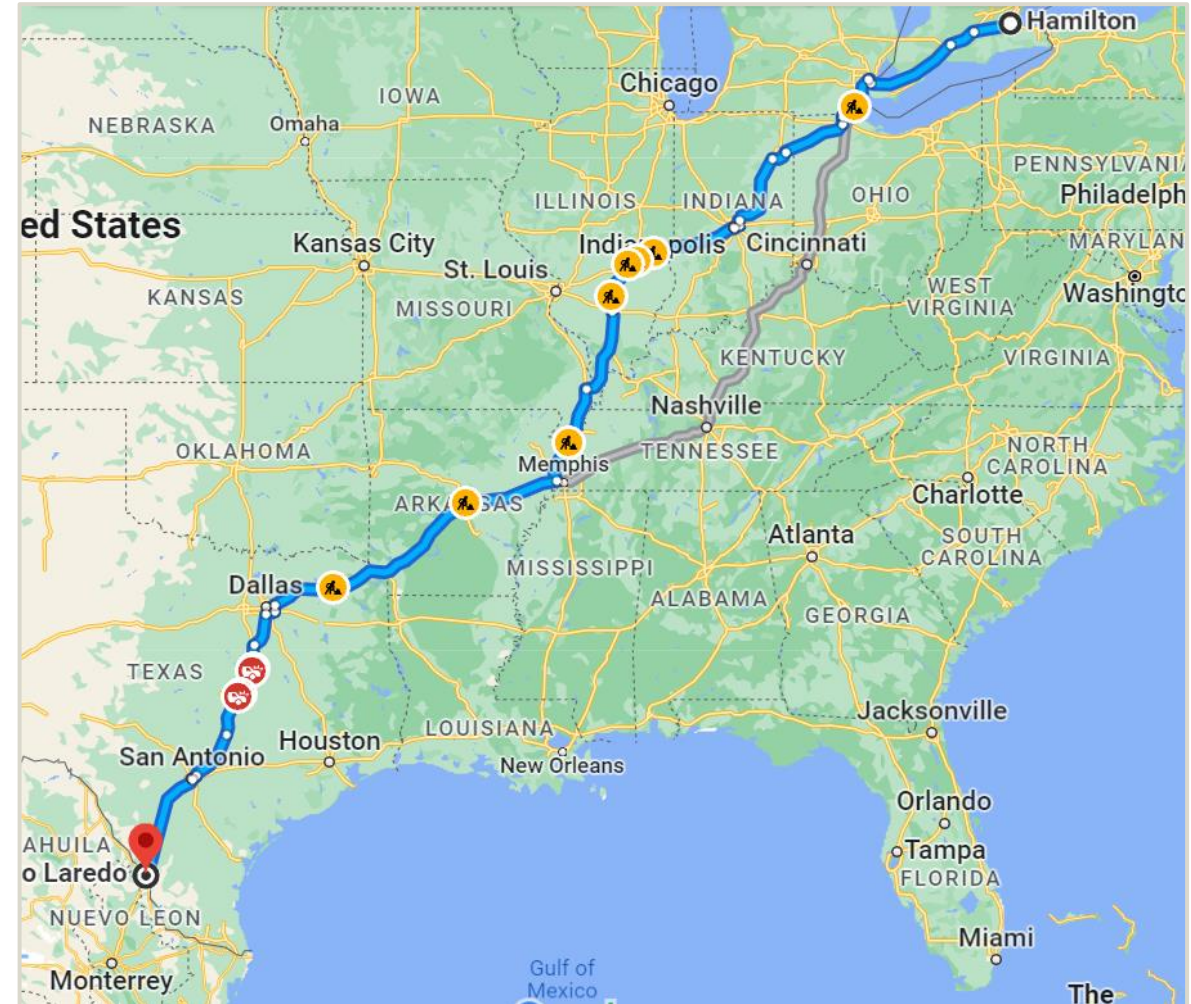 Hamilton
Chicago
IOWA
NEBRASKA
Omaha
PENNSYLVANI
ILLINOIS
INDIANA
OHIO
Philadelph
ed States
Kansas City
Indianapolis
Cincinnati
MARYLAN
St. Louis
KANSAS
MISSOURI
WEST
VIRGINIA
Washingto
KENTUCKY
VIRGINIA
Nashville
OKLAHOMA
TENNESSEE
NORTH
CAROLINA
Memphis
ARKANSAS
Charlotte
Atlanta
SOUTH
CAROLINA
MISSISSIPPI
Dallas
ALABAMA
GEORGIA
TEXAS
Jacksonville
LOUISIANA
San Antonio
Houston
New Orleans
Orlando
AHUILA
Tampa
o Laredo
FLORIDA
NUEVO LEON
Miami
Monterrey
Gulf of
Mexico
The